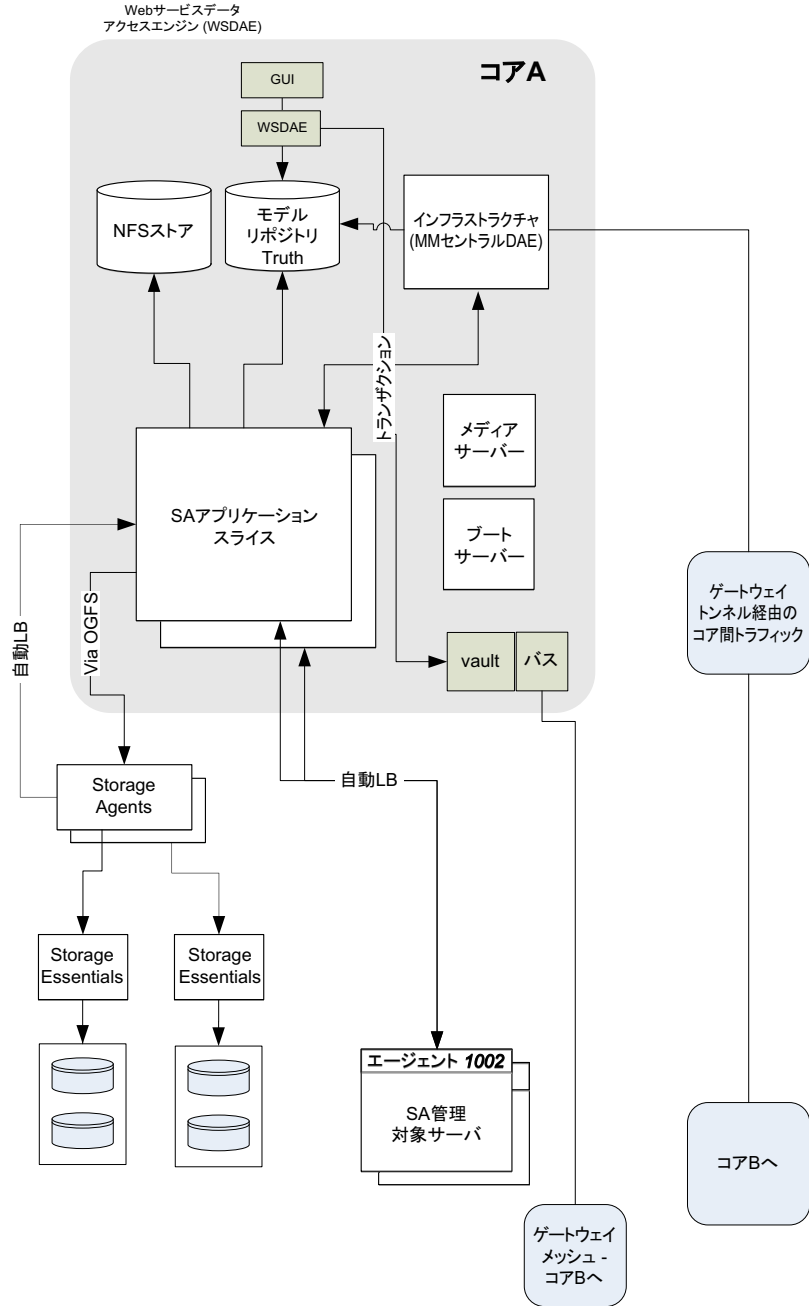 Webサービスデータ
アクセスエンジン (WSDAE)
コアA
GUI
WSDAE
NFSストア
モデル
リポジトリ
Truth
インフラストラクチャ
(MMセントラルDAE)
トランザクション
メディア
サーバー
SAアプリケーション
スライス
ブート
サーバー
自動LB
Via OGFS
vault
バス
ゲートウェイ
トンネル経由の
コア間トラフィック
Storage
Agents
自動LB
Storage
Essentials
Storage
Essentials
エージェント 1002
SA管理
対象サーバ
コアBへ
ゲートウェイ
メッシュ -
コアBへ